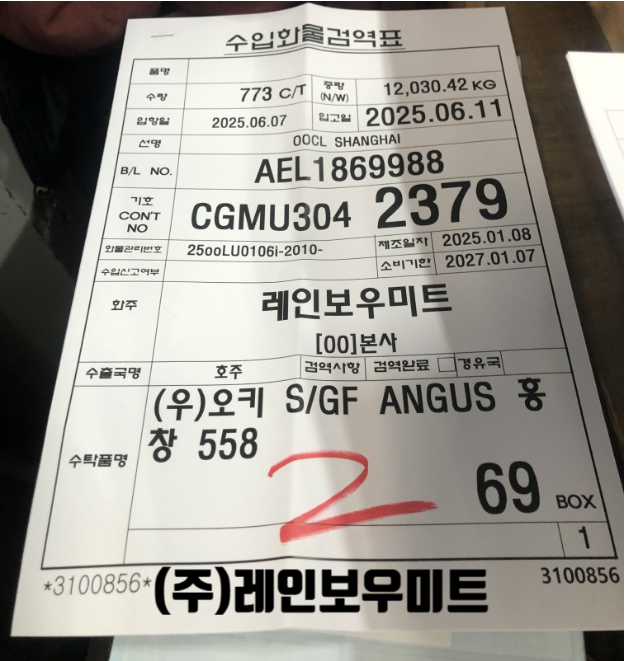 수입화물검역표
품명
수량 773 C/T 중량 (N/W) 12,030.42 KG
입항일 2025.06.07 입고일 2025.06.11
선명 OOCL SHANGHAI
B/L NO. AEL1869988
기호 CON'T NO CGMU304 2379
화물관리번호 25ooLU0106i-2010- 제조일자 2025.01.08
수입신고여부 소비기한 2027.01.07
화주 레인보우미트
[00]본사
수출국명 호주 검역사항 검역완료 경유국
수탁품명 (우)오키 S/GF ANGUS 홍
창 558
2
69 BOX
1
*3100856* (주)레인보우미트 3100856